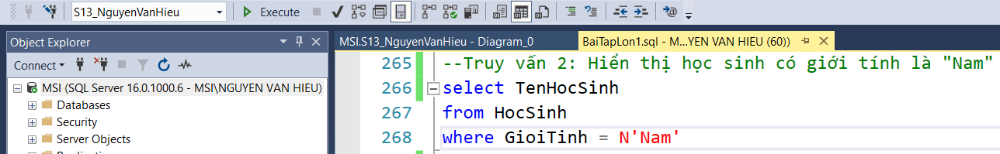 S13_NguyenVanHieu Execute
Object Explorer
Connect
MSI (SQL Server 16.0.1000.6 - MSI\NGUYEN VAN HIEU)
Databases
Security
Server Objects
MSI.S13_NguyenVanHieu - Diagram_0 BaiTapLon1.sql - M...YEN VAN HIEU (60))
265 --Truy vấn 2: Hiển thị học sinh có giới tính là "Nam"
266 select TenHocSinh
267 from HocSinh
268 where GioiTinh = N'Nam'